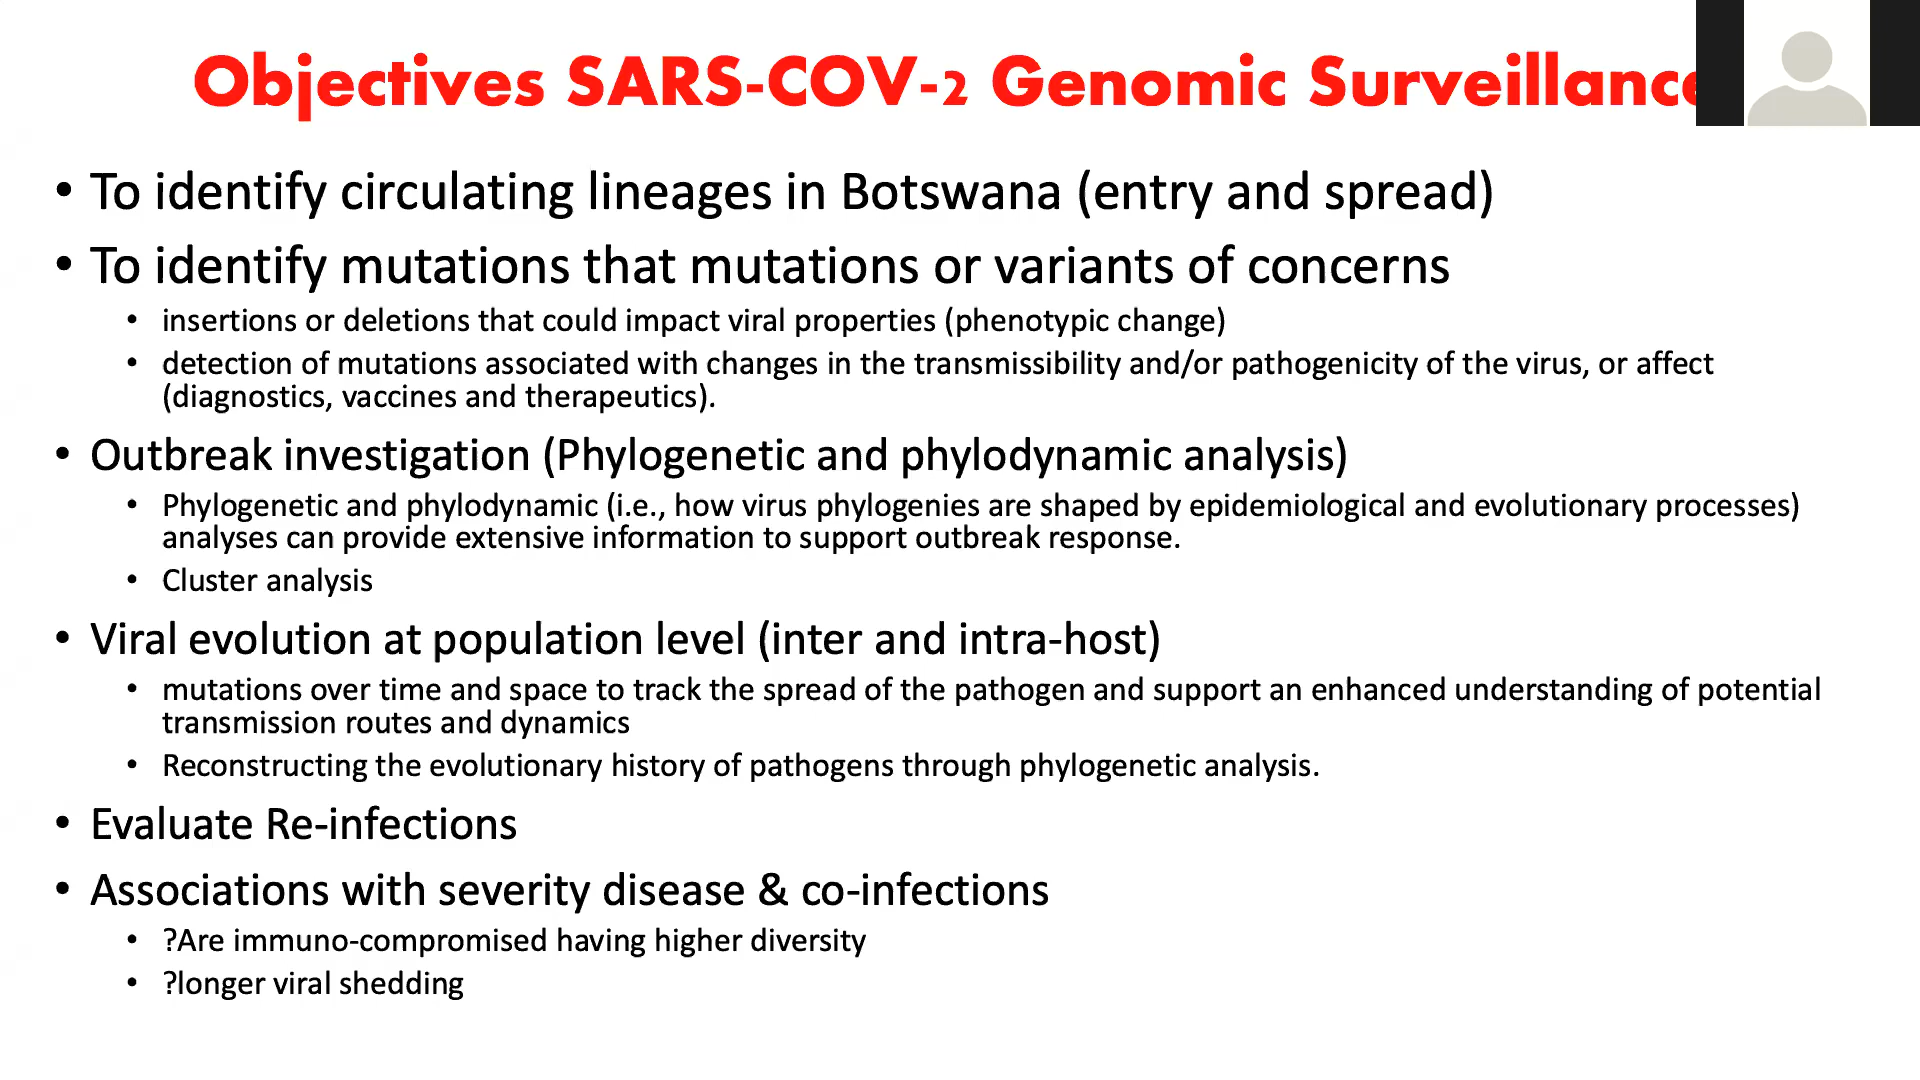 Objectives SARS-COV-2 Genomic Surveillance
• To identify circulating lineages in Botswana (entry and spread)
• To identify mutations that mutations or variants of concerns
• insertions or deletions that could impact viral properties (phenotypic change)
• detection of mutations associated with changes in the transmissibility and/or pathogenicity of the virus, or affect
(diagnostics, vaccines and therapeutics).
• Outbreak investigation (Phylogenetic and phylodynamic analysis)
• Phylogenetic and phylodynamic (i.e., how virus phylogenies are shaped by epidemiological and evolutionary processes)
analyses can provide extensive information to support outbreak response.
• Cluster analysis
• Viral evolution at population level (inter and intra-host)
• mutations over time and space to track the spread of the pathogen and support an enhanced understanding of potential
transmission routes and dynamics
• Reconstructing the evolutionary history of pathogens through phylogenetic analysis.
• Evaluate Re-infections
• Associations with severity disease & co-infections
• ?Are immuno-compromised having higher diversity
• ?longer viral shedding